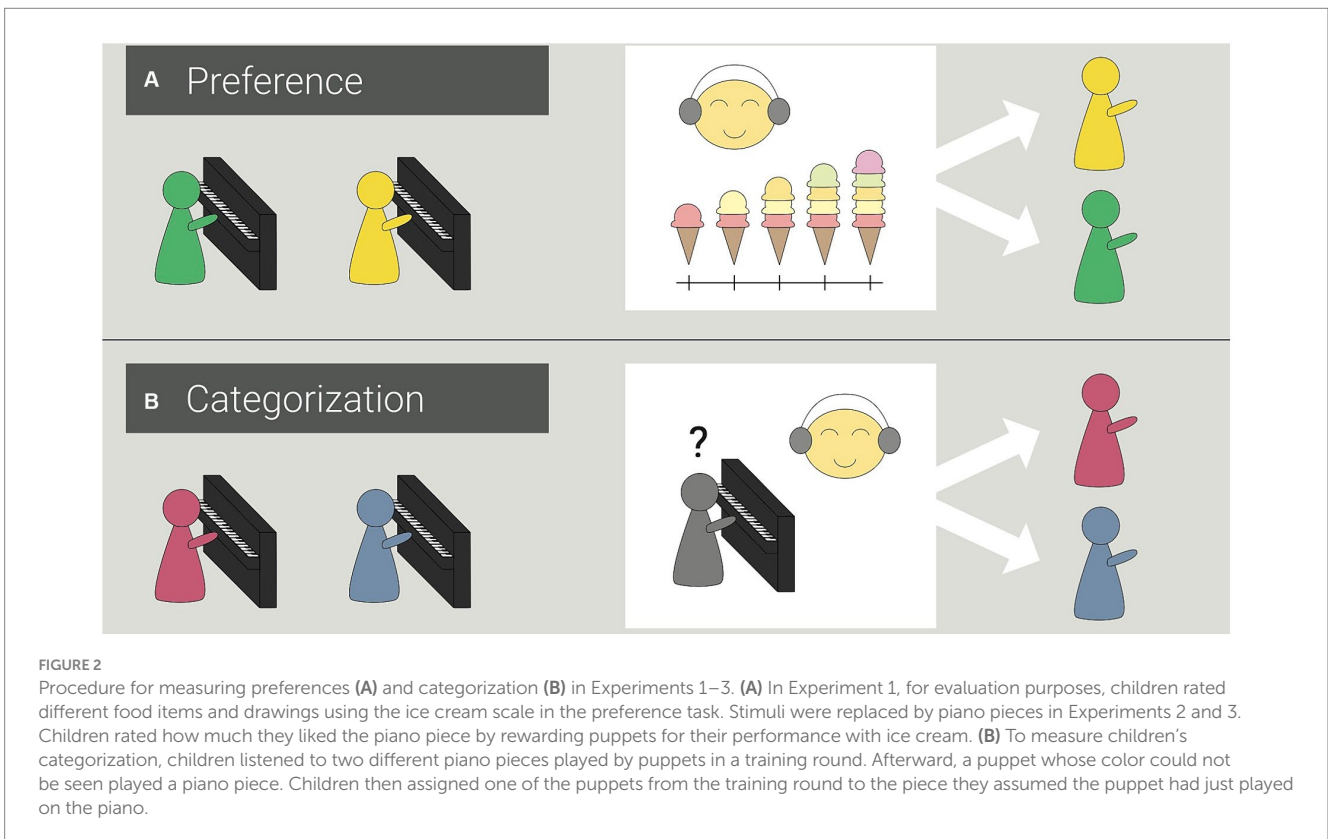 A Preference
B Categorization
?
FIGURE 2
Procedure for measuring preferences (A) and categorization (B) in Experiments 1–3. (A) In Experiment 1, for evaluation purposes, children rated
different food items and drawings using the ice cream scale in the preference task. Stimuli were replaced by piano pieces in Experiments 2 and 3.
Children rated how much they liked the piano piece by rewarding puppets for their performance with ice cream. (B) To measure children's
categorization, children listened to two different piano pieces played by puppets in a training round. Afterward, a puppet whose color could not
be seen played a piano piece. Children then assigned one of the puppets from the training round to the piece they assumed the puppet had just played
on the piano.